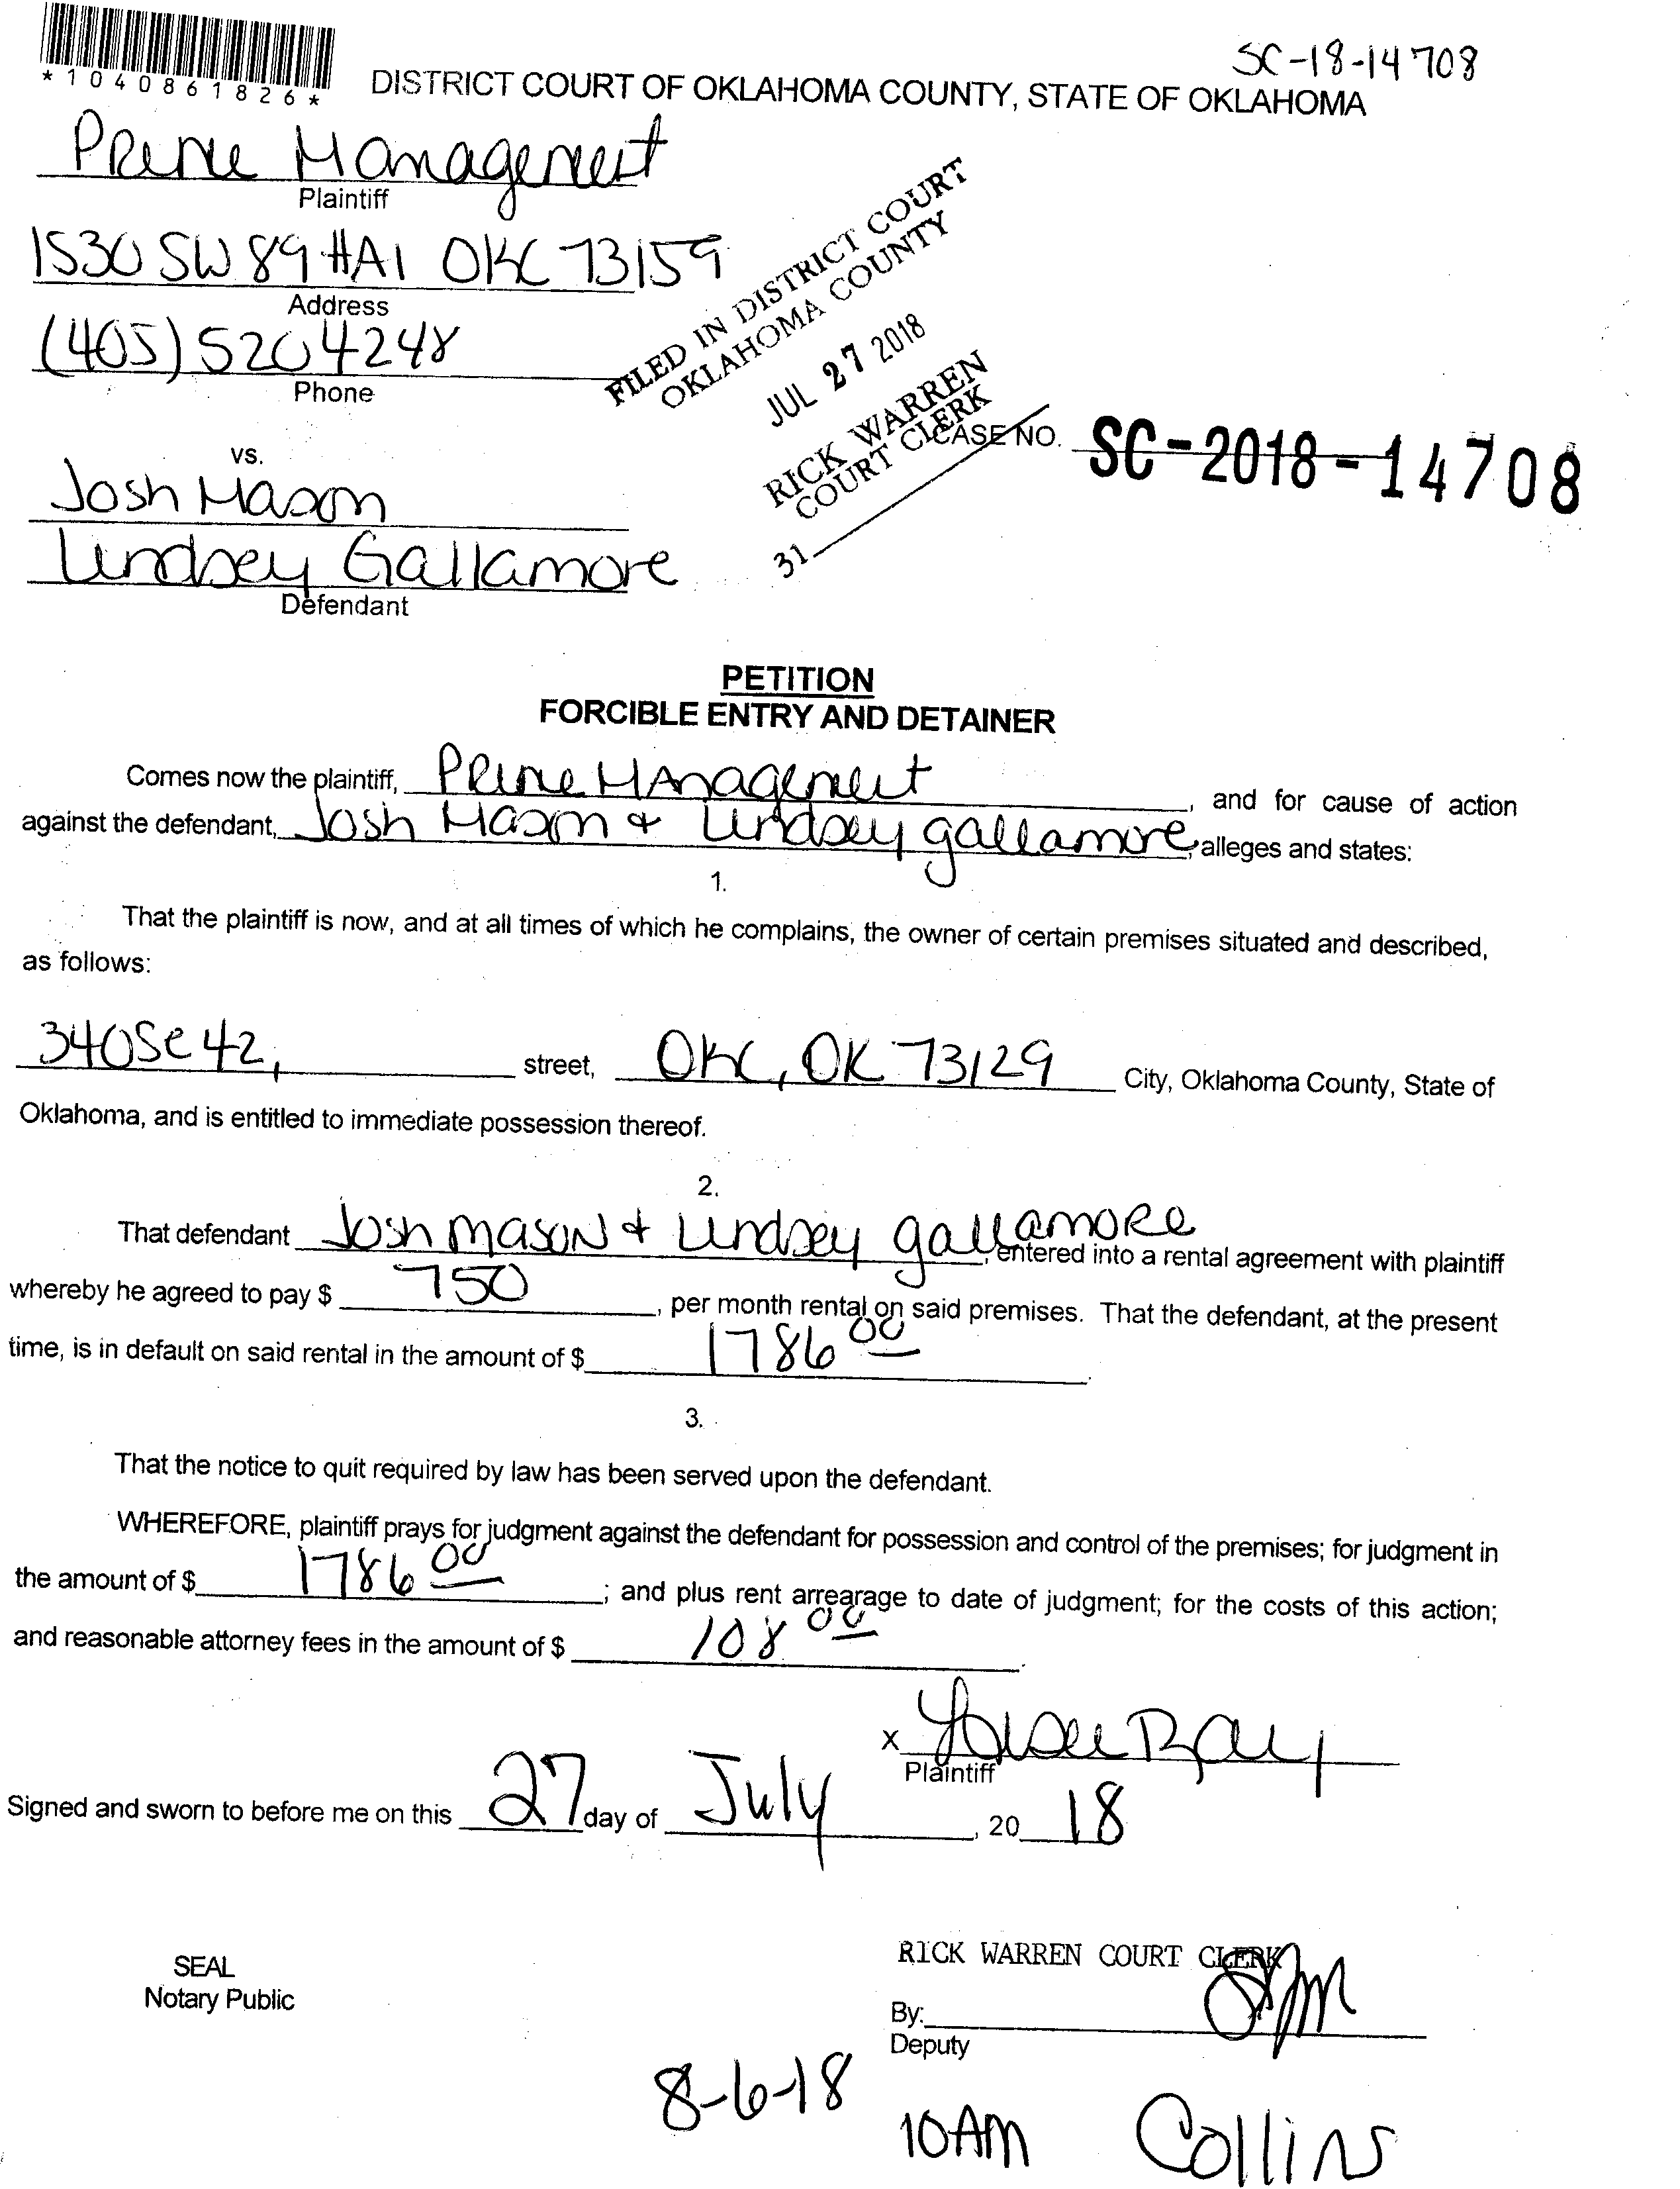 SC-18-14708
*1040861826*
DISTRICT COURT OF OKLAHOMA COUNTY, STATE OF OKLAHOMA
Prime Management
Plaintiff
1530 SW 89 #A1 OKC 73159
Address
(405) 520 4248
Phone
FILED IN DISTRICT COURT
OKLAHOMA COUNTY
JUL 27 2018
RICK WARREN
COURT CLERK
31
CASE NO. SC-2018-14708
vs.
Josh Mason
Lindsey Gallamore
Defendant
PETITION
FORCIBLE ENTRY AND DETAINER
Comes now the plaintiff, Prime Management, and for cause of action
against the defendant, Josh Mason + Lindsey gallamore, alleges and states:
1.
That the plaintiff is now, and at all times of which he complains, the owner of certain premises situated and described,
as follows:
340 Se 42, street, OKC, OK 73129 City, Oklahoma County, State of
Oklahoma, and is entitled to immediate possession thereof.
2.
That defendant Josh Mason + Lindsey gallamore, entered into a rental agreement with plaintiff
whereby he agreed to pay $ 750, per month rental on said premises. That the defendant, at the present
time, is in default on said rental in the amount of $ 1786 00.
3.
That the notice to quit required by law has been served upon the defendant.
WHEREFORE, plaintiff prays for judgment against the defendant for possession and control of the premises; for judgment in
the amount of $ 1786 00; and plus rent arrearage to date of judgment; for the costs of this action;
and reasonable attorney fees in the amount of $ 108 00.
x Ray
Plaintiff
Signed and sworn to before me on this 27 day of July, 20 18
RICK WARREN COURT CLERK
SEAL
Notary Public
By:
Deputy
8-6-18
10AM Collins